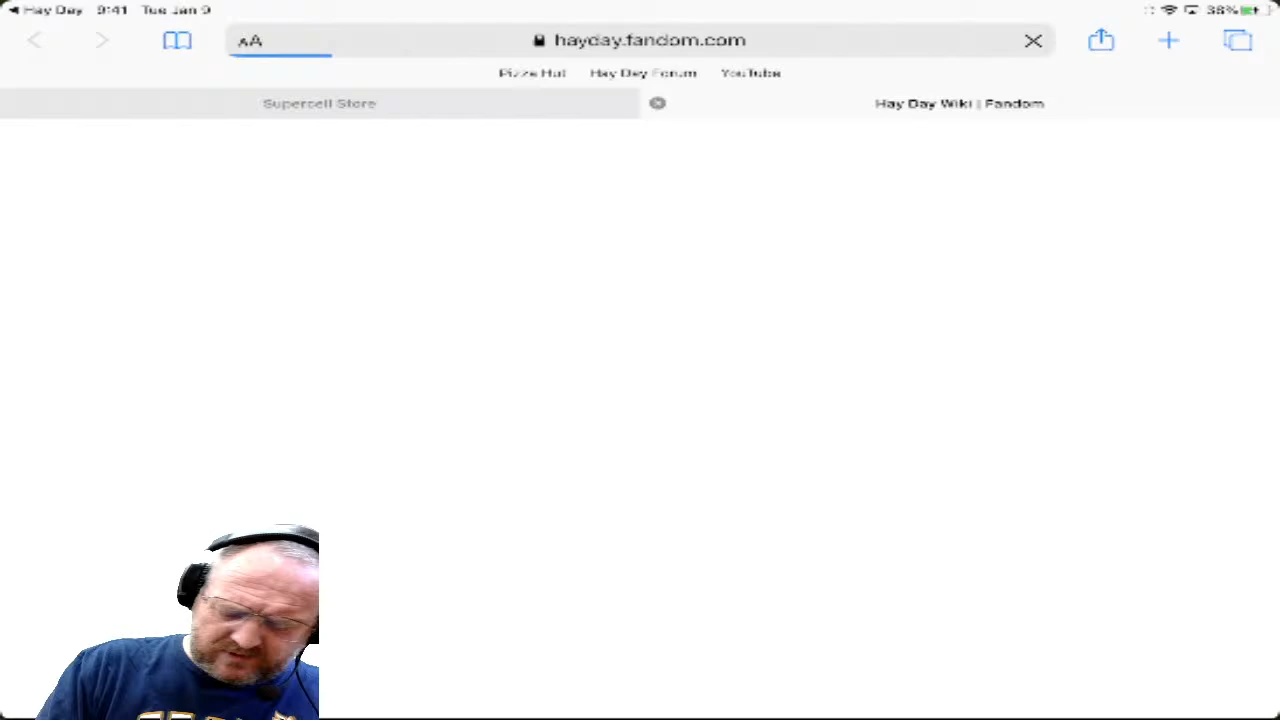 Hay Day 9:41 Tue Jan 9 38%
AA hayday.fandom.com
Pizza Hut Hay Day Forum YouTube
Supercell Store Hay Day Wiki | Fandom